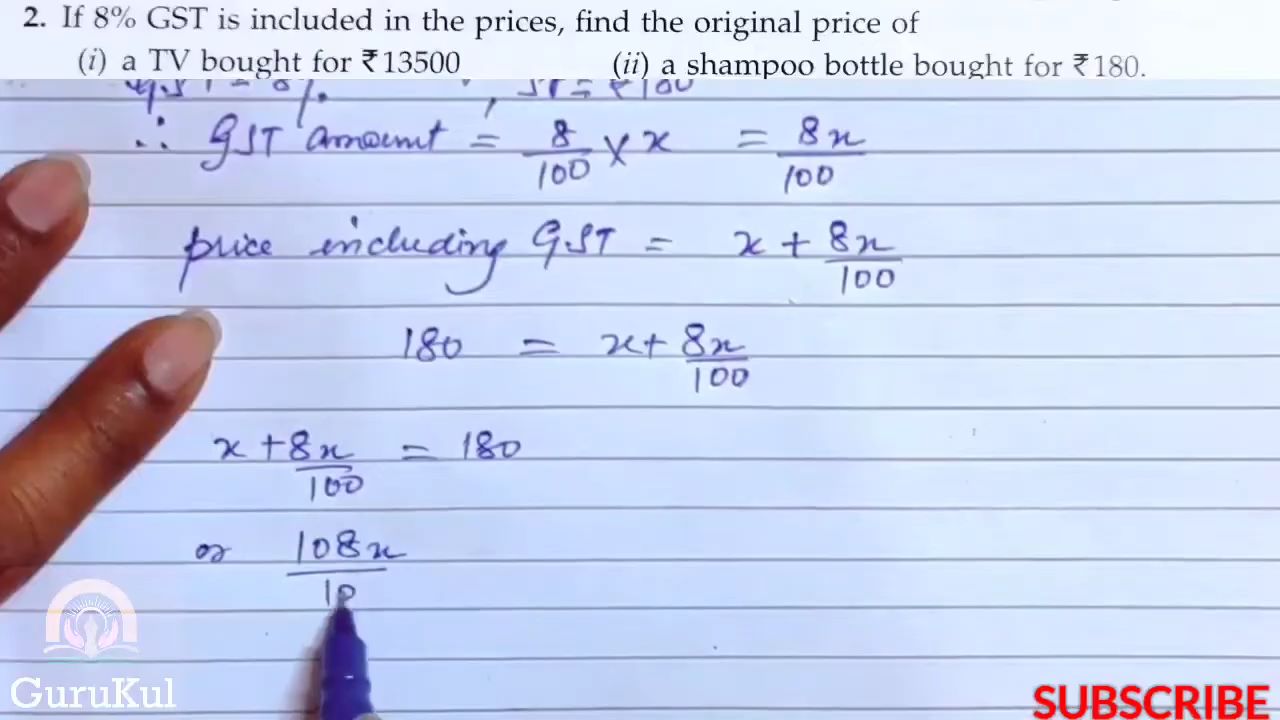 2. If 8% GST is included in the prices, find the original price of
(i) a TV bought for ₹13500 (ii) a shampoo bottle bought for ₹180.
∴ GST amount = 8/100 × x = 8x/100
price including GST = x + 8x/100
180 = x + 8x/100
x + 8x/100 = 180
or 108x/10
GuruKul
SUBSCRIBE